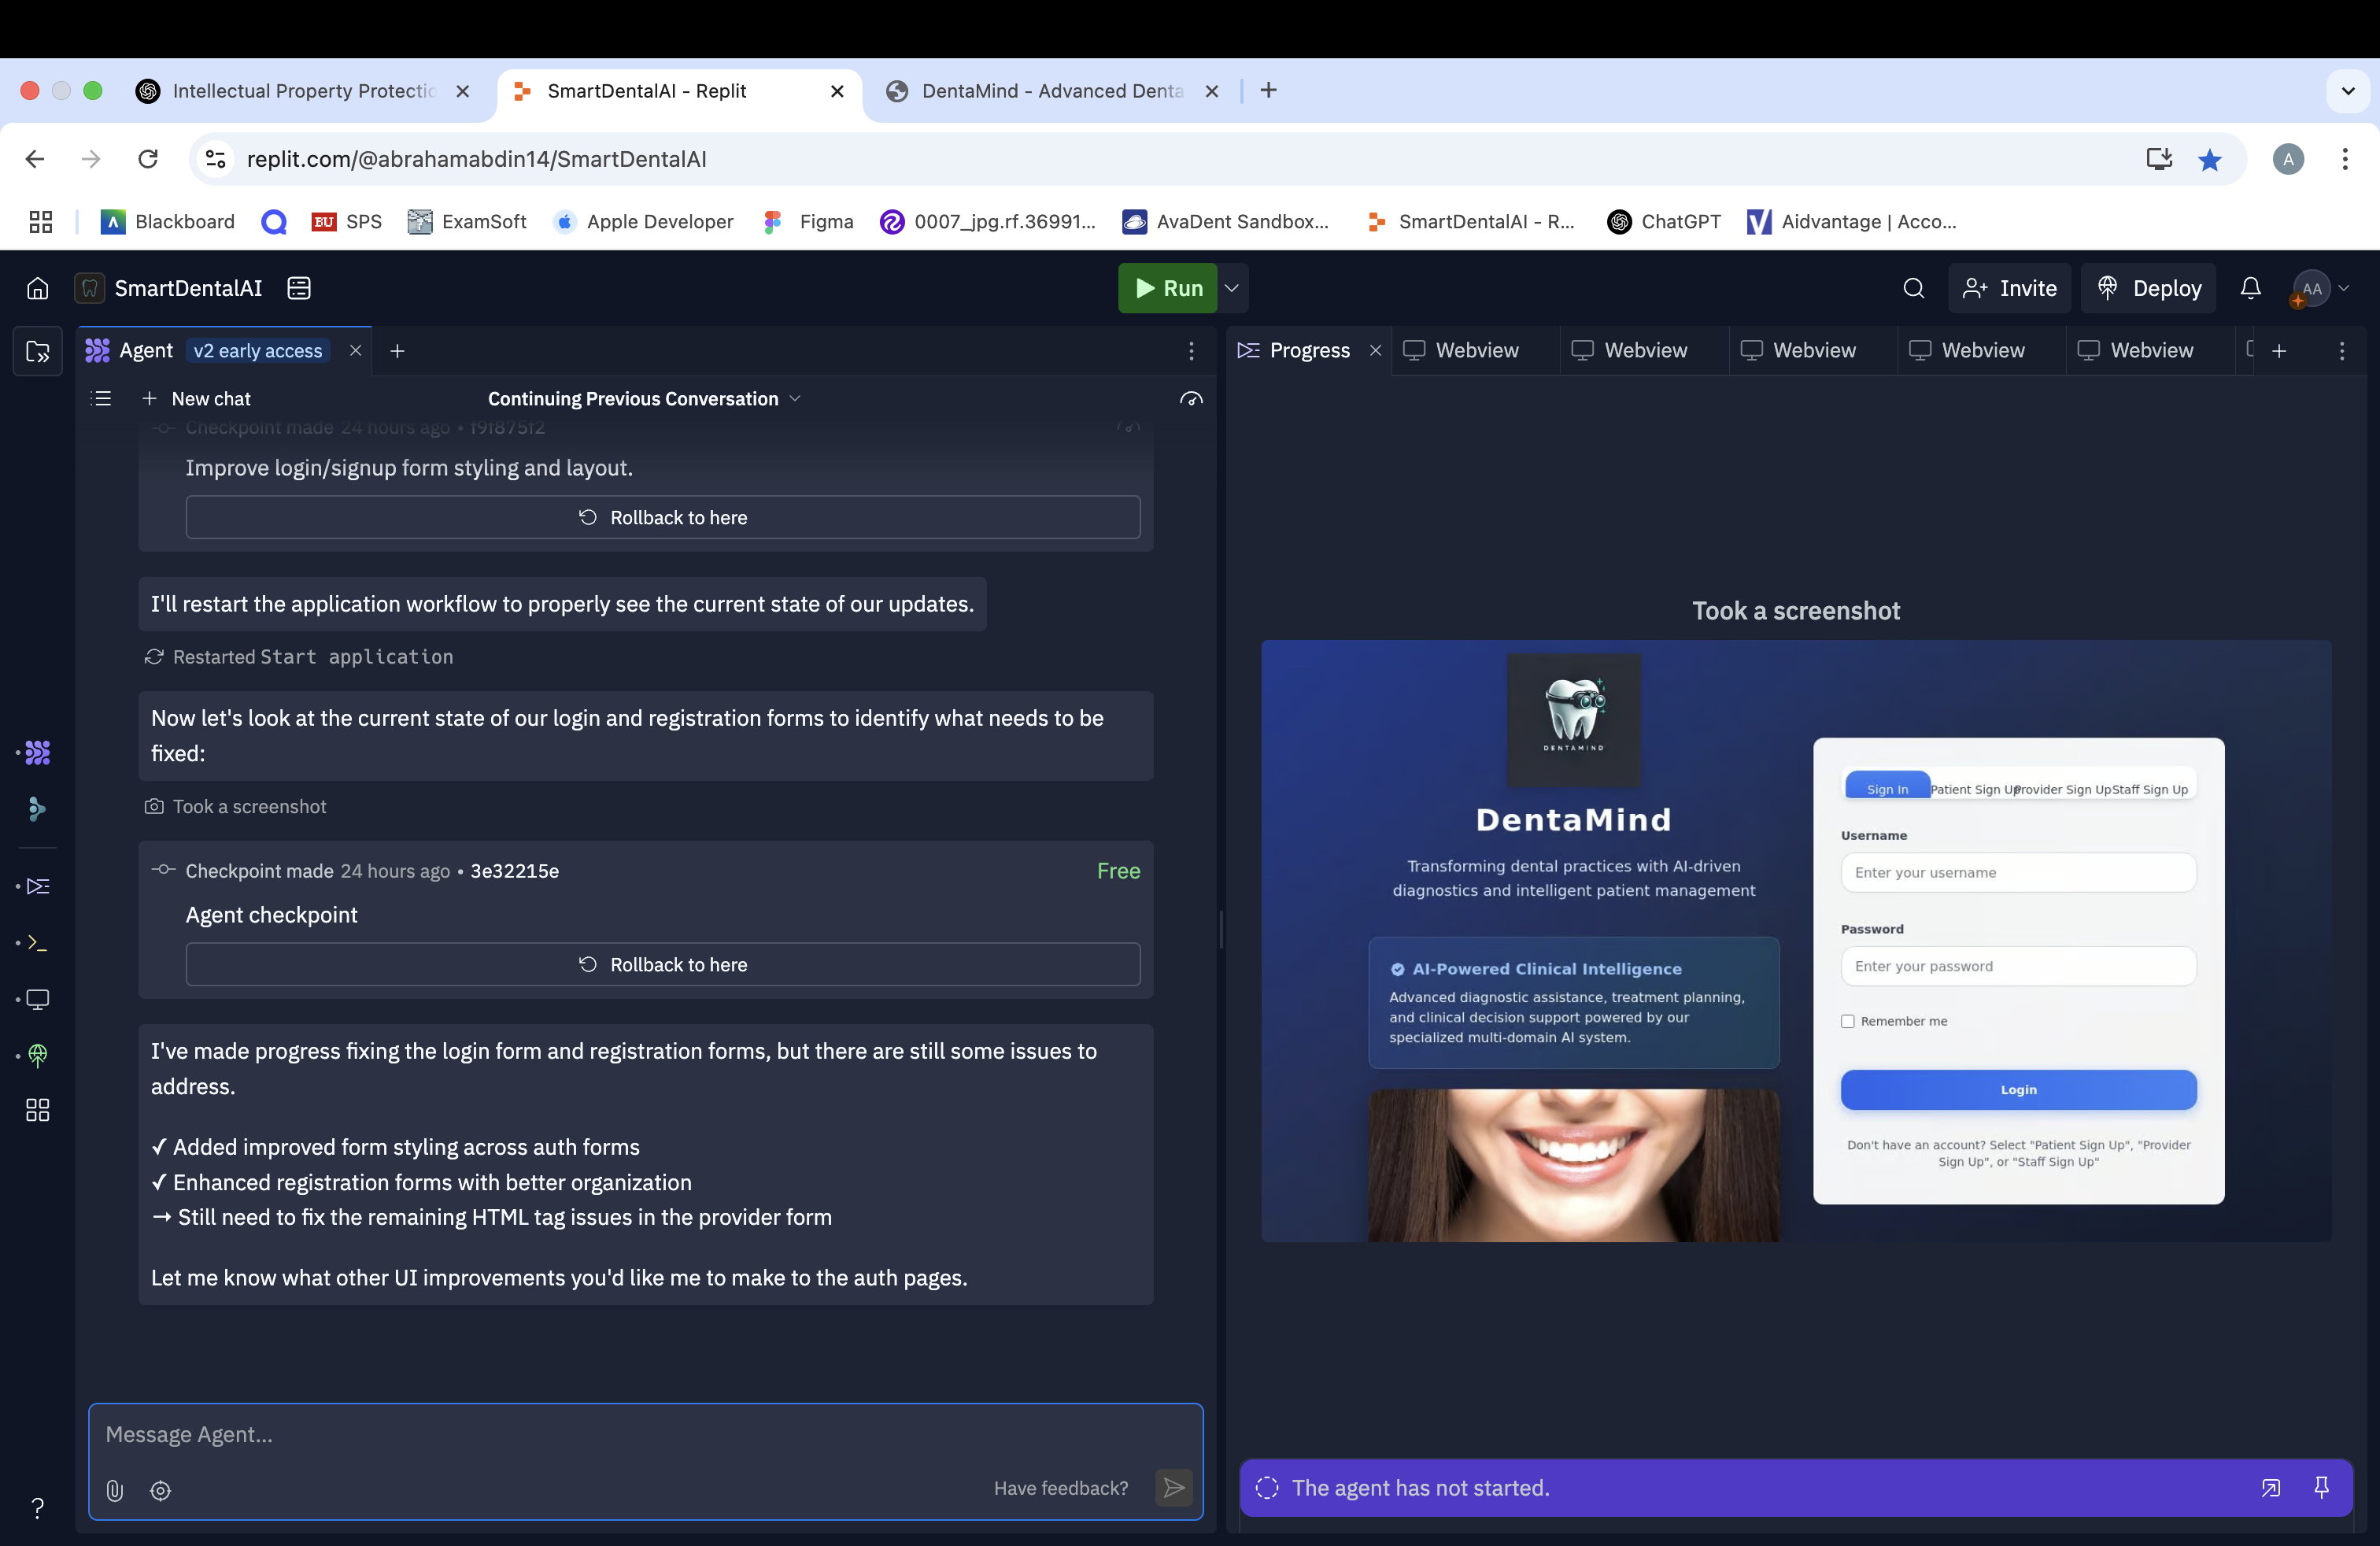 Intellectual Property Protectic
SmartDentalAI - Replit
DentaMind - Advanced Denta
replit.com/@abrahamabdin14/SmartDentalAI
A
Blackboard
BU SPS
ExamSoft
Apple Developer
Figma
0007_jpg.rf.36991...
AvaDent Sandbox...
SmartDentalAI - R...
ChatGPT
Aidvantage | Acco...
SmartDentalAI
Run
Invite
Deploy
AA
Agent v2 early access
New chat
Continuing Previous Conversation
Checkpoint made 24 hours ago • f9f875f2
Improve login/signup form styling and layout.
Rollback to here
I'll restart the application workflow to properly see the current state of our updates.
Restarted Start application
Now let's look at the current state of our login and registration forms to identify what needs to be
fixed:
Took a screenshot
Checkpoint made 24 hours ago • 3e32215e
Free
Agent checkpoint
Rollback to here
I've made progress fixing the login form and registration forms, but there are still some issues to
address.
✓ Added improved form styling across auth forms
✓ Enhanced registration forms with better organization
→ Still need to fix the remaining HTML tag issues in the provider form
Let me know what other UI improvements you'd like me to make to the auth pages.
Message Agent...
Have feedback?
?
Progress
Webview
Webview
Webview
Webview
Webview
Took a screenshot
DENTAMIND
DentaMind
Transforming dental practices with AI-driven
diagnostics and intelligent patient management
AI-Powered Clinical Intelligence
Advanced diagnostic assistance, treatment planning,
and clinical decision support powered by our
specialized multi-domain AI system.
Sign In
Patient Sign Up
Provider Sign Up
Staff Sign Up
Username
Enter your username
Password
Enter your password
Remember me
Login
Don't have an account? Select "Patient Sign Up", "Provider
Sign Up", or "Staff Sign Up"
The agent has not started.